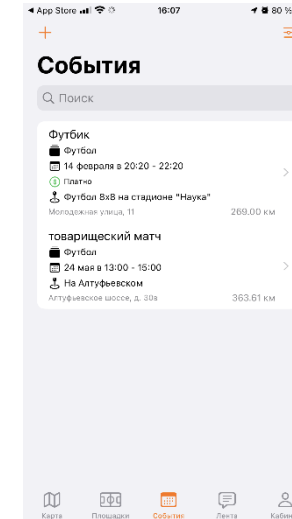 App Store 16:07 80 %
События
Поиск
Футбик
Футбол
14 февраля в 20:20 - 22:20
Платно
Футбол 8х8 на стадионе "Наука"
Молодежная улица, 11 269.00 км
товарищеский матч
Футбол
24 мая в 13:00 - 15:00
На Алтуфьевском
Алтуфьевское шоссе, д. 30в 363.61 км
Карта Площадки События Лента